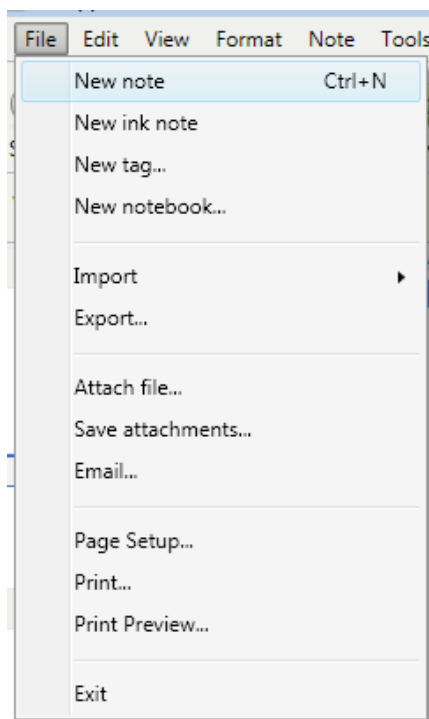 File Edit View Format Note Tools
New note Ctrl+N
New ink note
New tag...
New notebook...
Import
Export...
Attach file...
Save attachments...
Email...
Page Setup...
Print...
Print Preview...
Exit